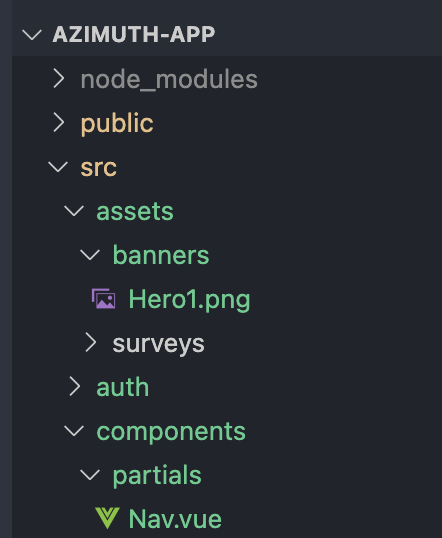 AZIMUTH-APP
node_modules
public
src
assets
banners
Hero1.png
surveys
auth
components
partials
Nav.vue